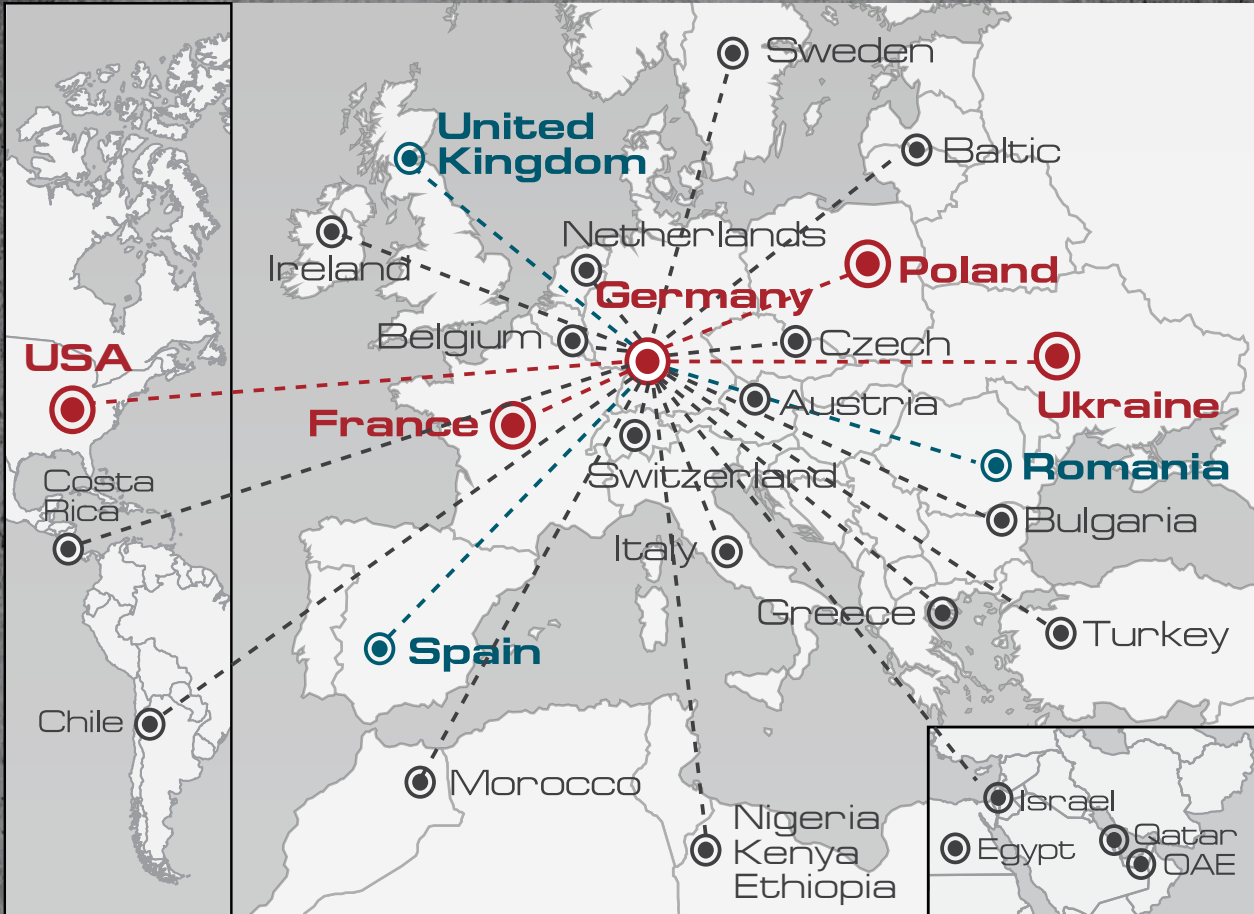 Sweden
United
Kingdom
Baltic
Netherlands
Ireland
Poland
Germany
Belgium
Czech
USA
France
Austria
Ukraine
Switzerland
Romania
Costa
Rica
Bulgaria
Italy
Greece
Turkey
Spain
Chile
Morocco
Israel
Nigeria
Kenya
Ethiopia
Qatar
Egypt
OAE